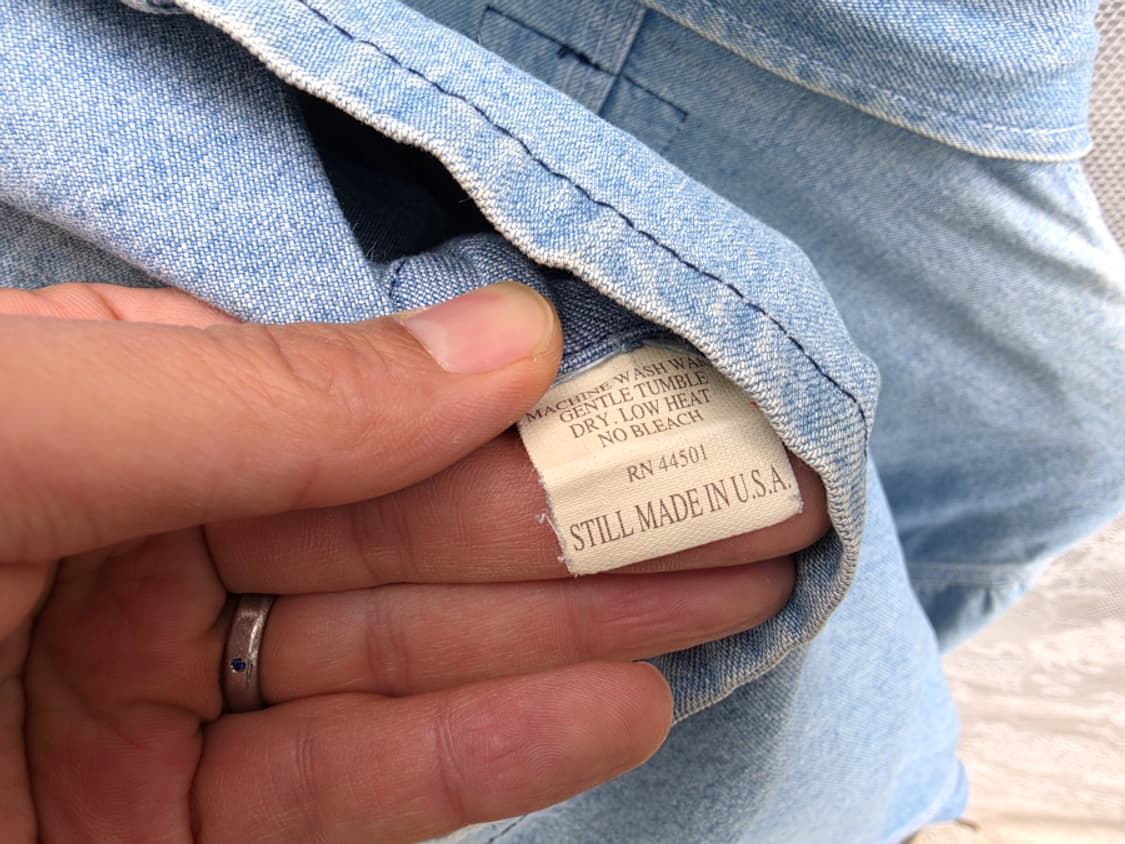 MACHINE WASH
GENTLE TUMBLE
DRY. LOW HEAT
NO BLEACH
RN 44501
STILL MADE IN U.S.A.